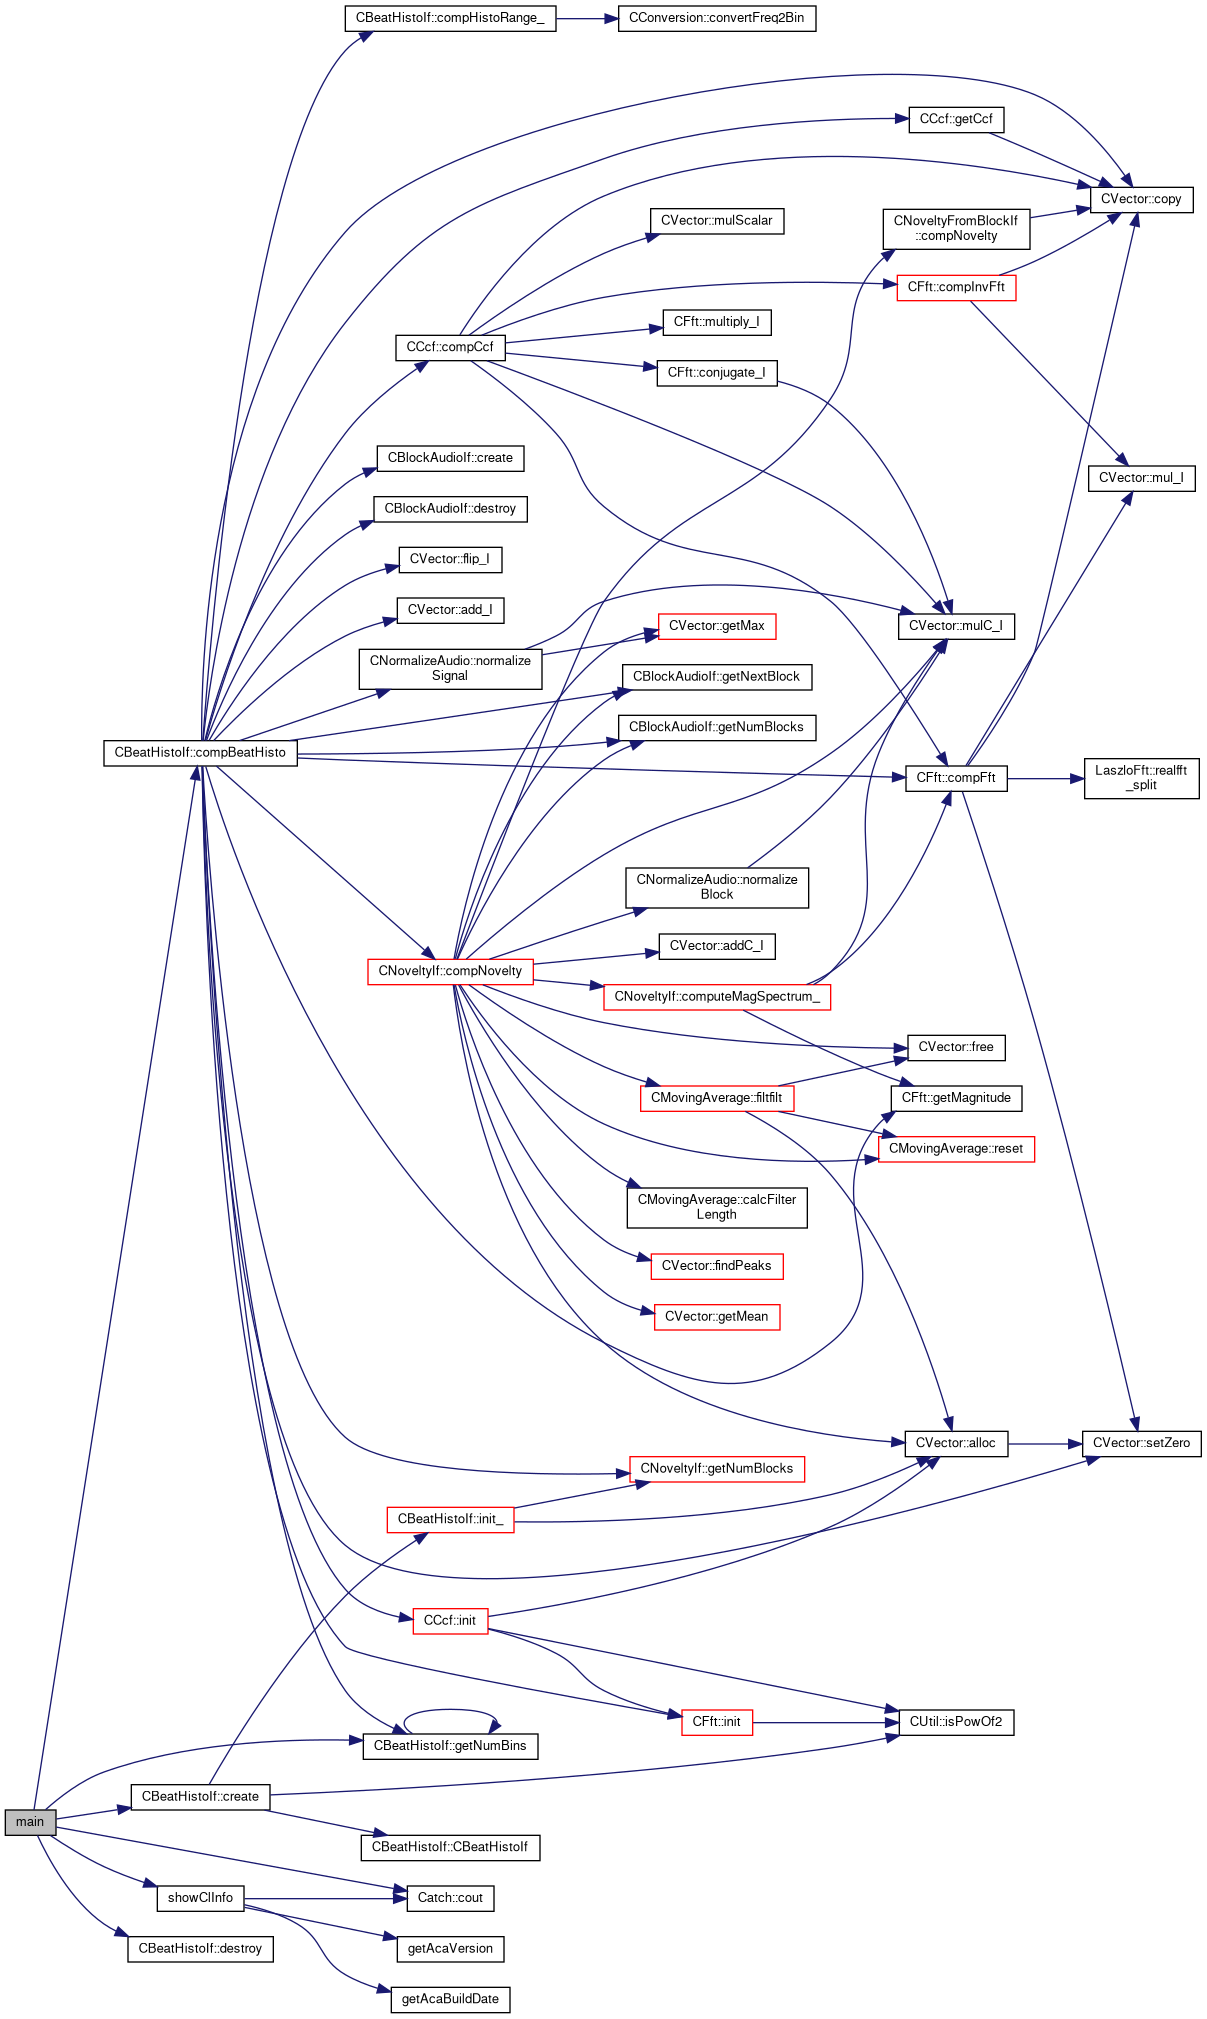 CBeatHistoIf::compHistoRange_
CConversion::convertFreq2Bin
CCcf::getCcf
CVector::copy
CVector::mulScalar
CNoveltyFromBlockIf
::compNovelty
CFft::compInvFft
CFft::multiply_I
CCcf::compCcf
CFft::conjugate_I
CBlockAudioIf::create
CVector::mul_I
CBlockAudioIf::destroy
CVector::flip_I
CVector::add_I
CVector::getMax
CVector::mulC_I
CNormalizeAudio::normalize
Signal
CBlockAudioIf::getNextBlock
CBlockAudioIf::getNumBlocks
CBeatHistoIf::compBeatHisto
CFft::compFft
LaszloFft::realfft
_split
CNormalizeAudio::normalize
Block
CVector::addC_I
CNoveltyIf::compNovelty
CNoveltyIf::computeMagSpectrum_
CVector::free
CMovingAverage::filtfilt
CFft::getMagnitude
CMovingAverage::reset
CMovingAverage::calcFilter
Length
CVector::findPeaks
CVector::getMean
CVector::alloc
CVector::setZero
CNoveltyIf::getNumBlocks
CBeatHistoIf::init_
CCcf::init
CFft::init
CUtil::isPowOf2
CBeatHistoIf::getNumBins
CBeatHistoIf::create
main
CBeatHistoIf::CBeatHistoIf
showClInfo
Catch::cout
CBeatHistoIf::destroy
getAcaVersion
getAcaBuildDate